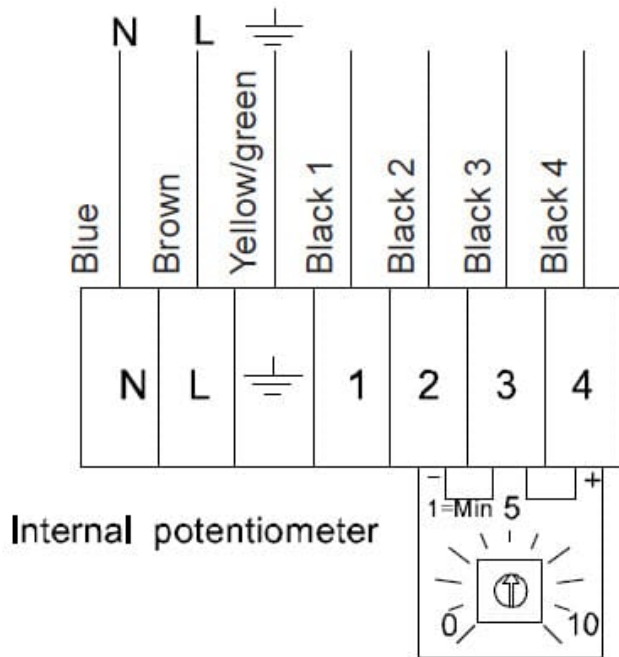 N L
Blue
Brown
Yellow/green
Black 1
Black 2
Black 3
Black 4
N L 1 2 3 4
- +
1=Min 5
Internal potentiometer
0 10